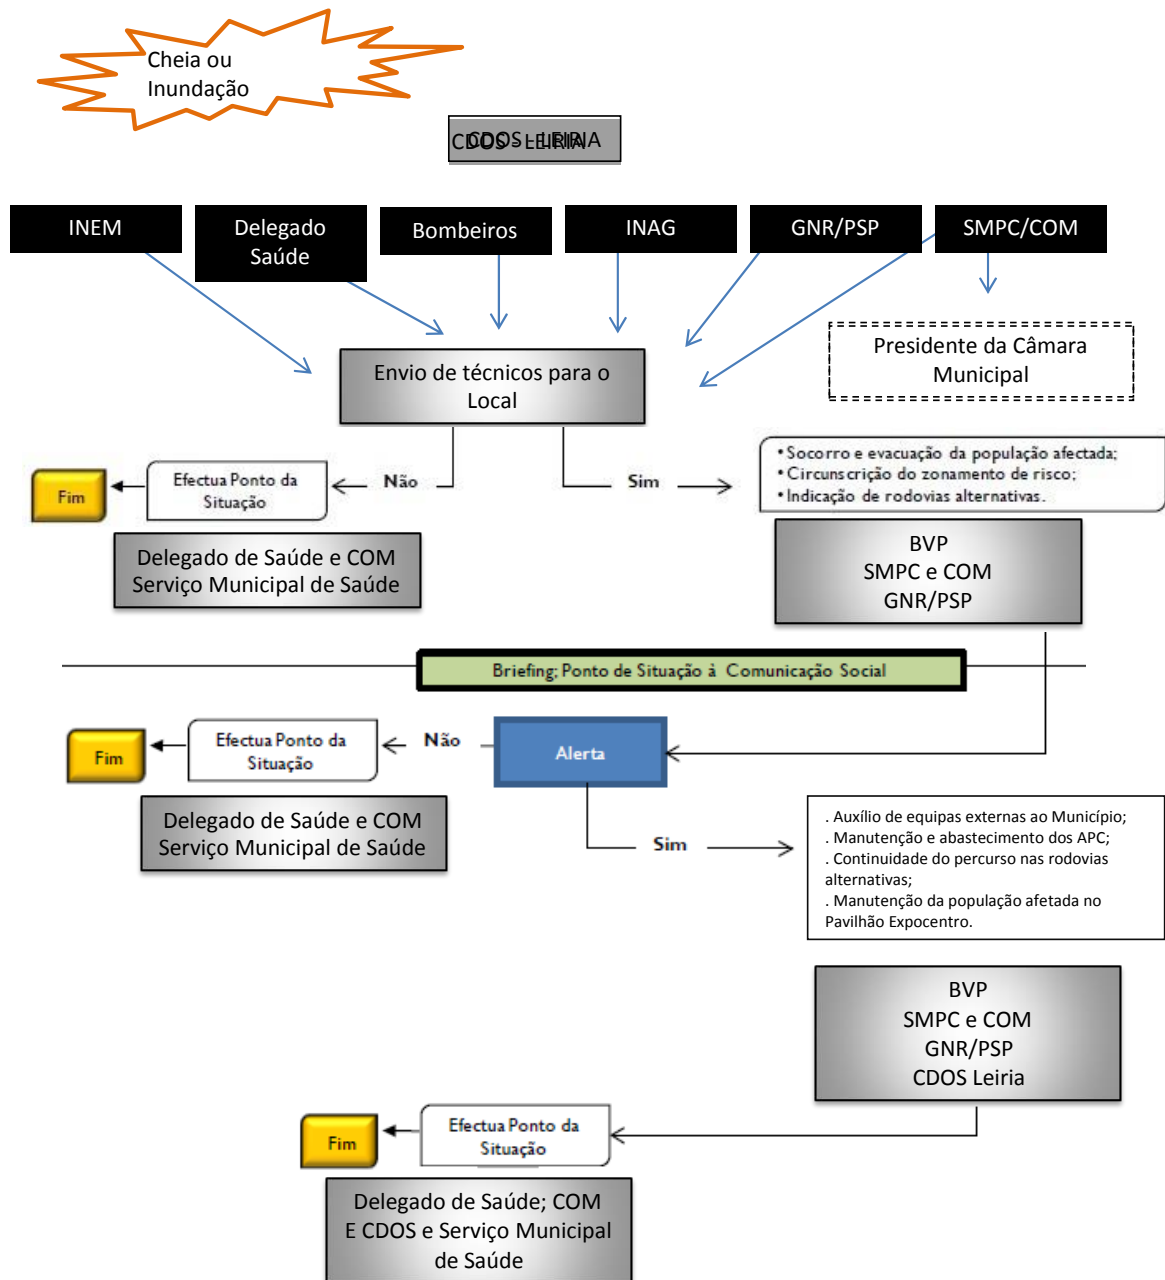 Cheia ou
Inundação
CDOS - LEIRIA
INEM
Delegado
Saúde
Bombeiros
INAG
GNR/PSP
SMPC/COM
Presidente da Câmara
Municipal
Envio de técnicos para o
Local
• Socorro e evacuação da população afectada;
• Circunscrição do zonamento de risco;
• Indicação de rodovias alternativas.
Fim
Efectua Ponto da
Situação
Não
Sim
Delegado de Saúde e COM
Serviço Municipal de Saúde
BVP
SMPC e COM
GNR/PSP
Briefing; Ponto de Situação à Comunicação Social
Fim
Efectua Ponto da
Situação
Não
Alerta
Delegado de Saúde e COM
Serviço Municipal de Saúde
Sim
. Auxílio de equipas externas ao Município;
. Manutenção e abastecimento dos APC;
. Continuidade do percurso nas rodovias
alternativas;
. Manutenção da população afetada no
Pavilhão Expocentro.
BVP
SMPC e COM
GNR/PSP
CDOS Leiria
Fim
Efectua Ponto da
Situação
Delegado de Saúde; COM
E CDOS e Serviço Municipal
de Saúde